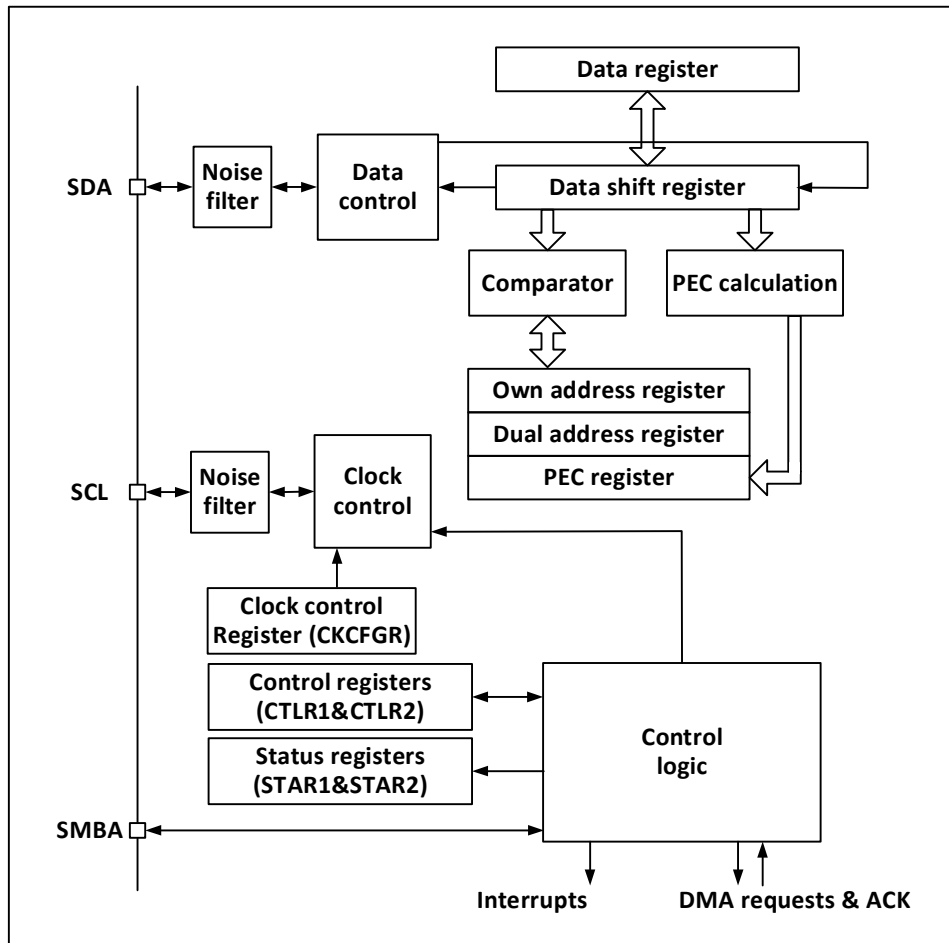 Data register
SDA
Noise
filter
Data
control
Data shift register
Comparator
PEC calculation
Own address register
Dual address register
PEC register
SCL
Noise
filter
Clock
control
Clock control
Register (CKCFGR)
Control registers
(CTLR1&CTLR2)
Status registers
(STAR1&STAR2)
Control
logic
SMBA
Interrupts
DMA requests & ACK